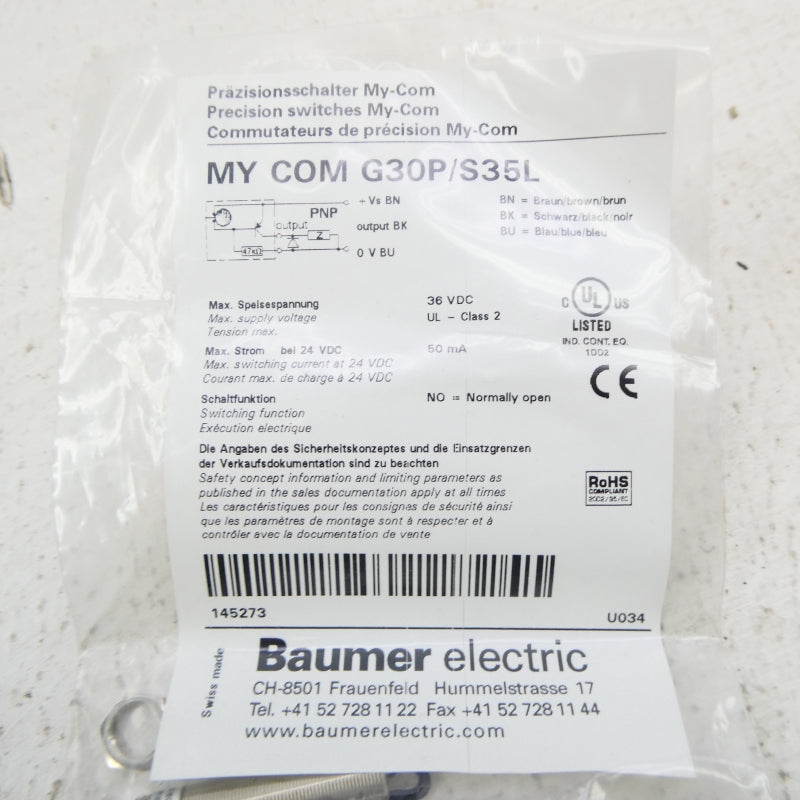 Präzisionsschalter My-Com
Precision switches My-Com
Commutateurs de précision My-Com
MY COM G30P/S35L
+ Vs BN
PNP
output
output BK
Z
47kΩ
0 V BU
BN = Braun/brown/brun
BK = Schwarz/black/noir
BU = Blau/blue/bleu
Max. Speisespannung
Max. supply voltage
Tension max.
36 VDC
UL - Class 2
Max. Strom bei 24 VDC
Max. switching current at 24 VDC
Courant max. de charge à 24 VDC
50 mA
Schaltfunktion
Switching function
Exécution electrique
NO = Normally open
C UL US
LISTED
IND. CONT. EQ.
1DD2
CE
Die Angaben des Sicherheitskonzeptes und die Einsatzgrenzen
der Verkaufsdokumentation sind zu beachten
Safety concept information and limiting parameters as
published in the sales documentation apply at all times
Les caractéristiques pour les consignes de sécurité ainsi
que les paramètres de montage sont à respecter et à
contrôler avec la documentation de vente
RoHS
COMPLIANT
2002/95/EC
145273
U034
Swiss made
Baumer electric
CH-8501 Frauenfeld Hummelstrasse 17
Tel. +41 52 728 11 22 Fax +41 52 728 11 44
www.baumerelectric.com